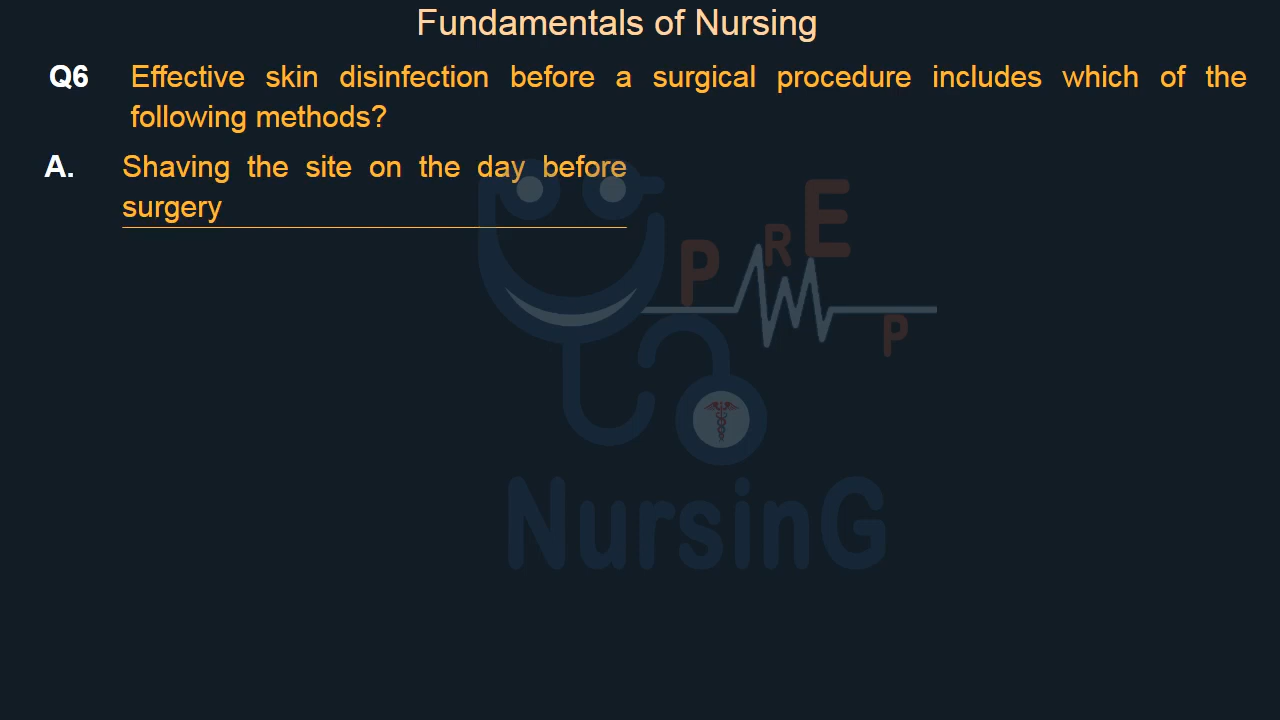 Fundamentals of Nursing
Q6 Effective skin disinfection before a surgical procedure includes which of the
following methods?
A. Shaving the site on the day before
surgery
PREP
NursinG